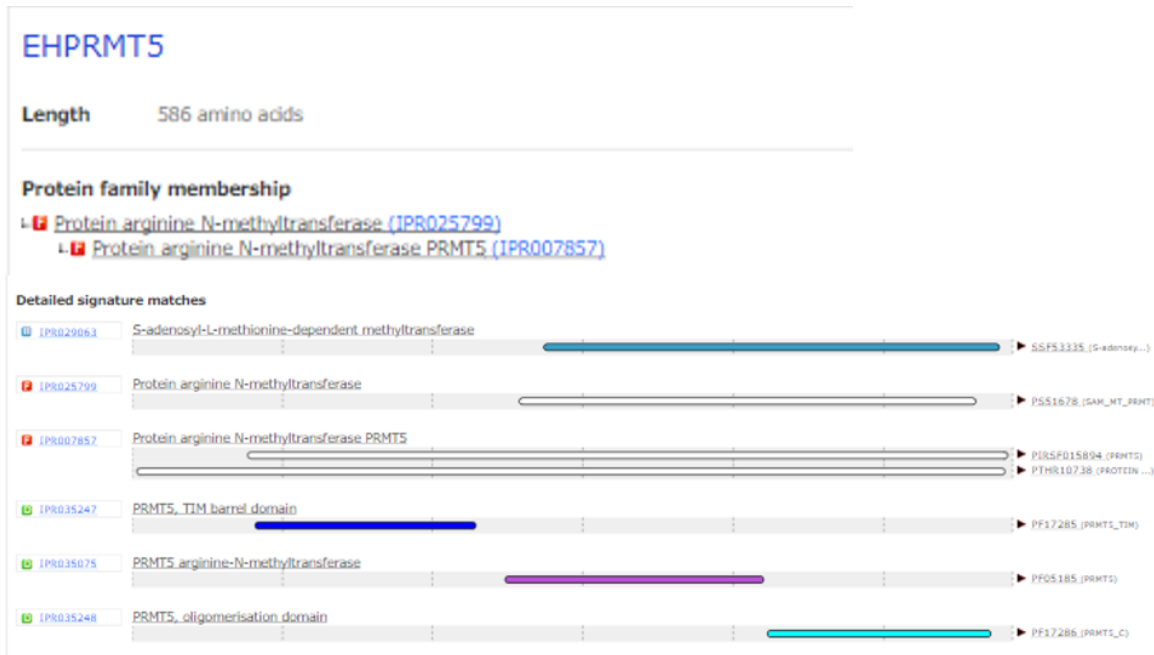 EHPRMT5
Length 586 amino acids
Protein family membership
F Protein arginine N-methyltransferase (IPR025799)
F Protein arginine N-methyltransferase PRMT5 (IPR007857)
Detailed signature matches
IPR029063 S-adenosyl-L-methionine-dependent methyltransferase
SSF53335 (S-adenosy...)
F IPR025799 Protein arginine N-methyltransferase
PS51678 (SAM_MT_PRMT)
F IPR007857 Protein arginine N-methyltransferase PRMT5
PIRSF015894 (PRMT5)
PTHR10738 (PROTEIN ...)
D IPR035247 PRMT5, TIM barrel domain
PF17285 (PRMT5_TIM)
D IPR035075 PRMT5 arginine-N-methyltransferase
PF05185 (PRMT5)
D IPR035248 PRMT5, oligomerisation domain
PF17286 (PRMT5_C)